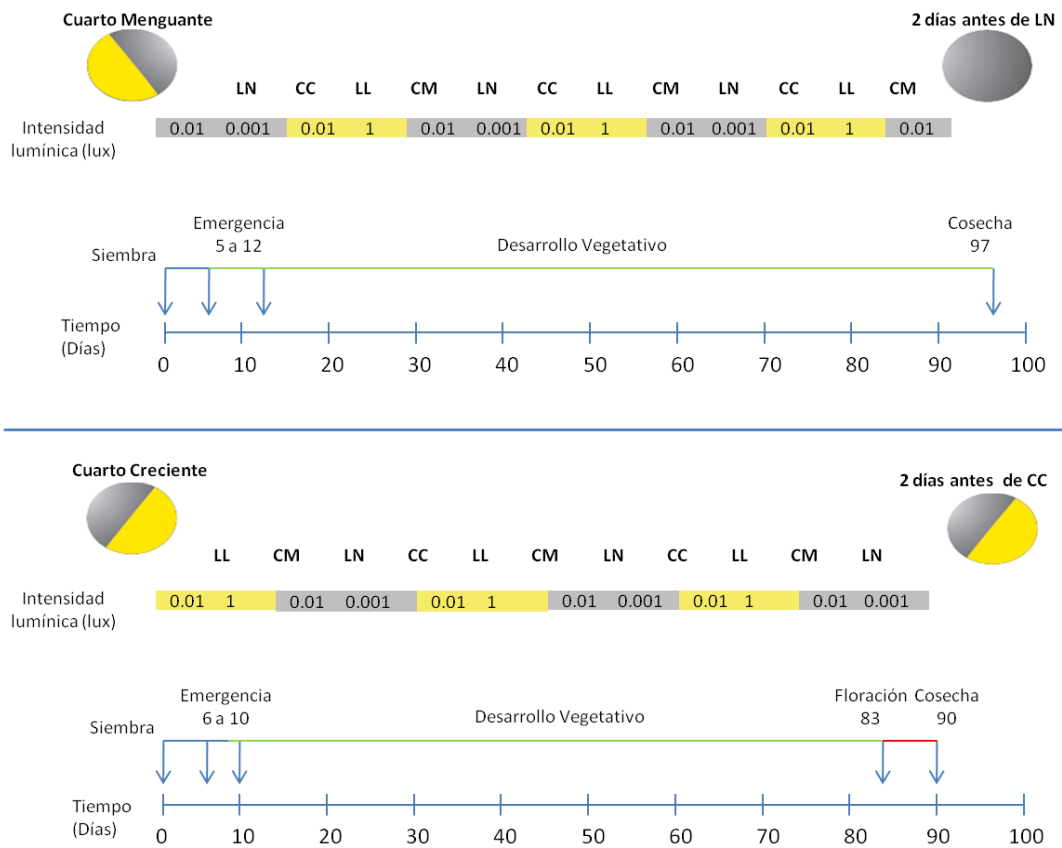 Cuarto Menguante
2 días antes de LN
LN CC LL CM LN CC LL CM LN CC LL CM
Intensidad lumínica (lux)
0.01 0.001 0.01 1 0.01 0.001 0.01 1 0.01 0.001 0.01 1 0.01
Siembra
Emergencia
5 a 12
Desarrollo Vegetativo
Cosecha
97
Tiempo
(Días)
0 10 20 30 40 50 60 70 80 90 100
Cuarto Creciente
2 días antes de CC
LL CM LN CC LL CM LN CC LL CM LN
Intensidad lumínica (lux)
0.01 1 0.01 0.001 0.01 1 0.01 0.001 0.01 1 0.01 0.001
Siembra
Emergencia
6 a 10
Desarrollo Vegetativo
Floración Cosecha
83 90
Tiempo
(Días)
0 10 20 30 40 50 60 70 80 90 100